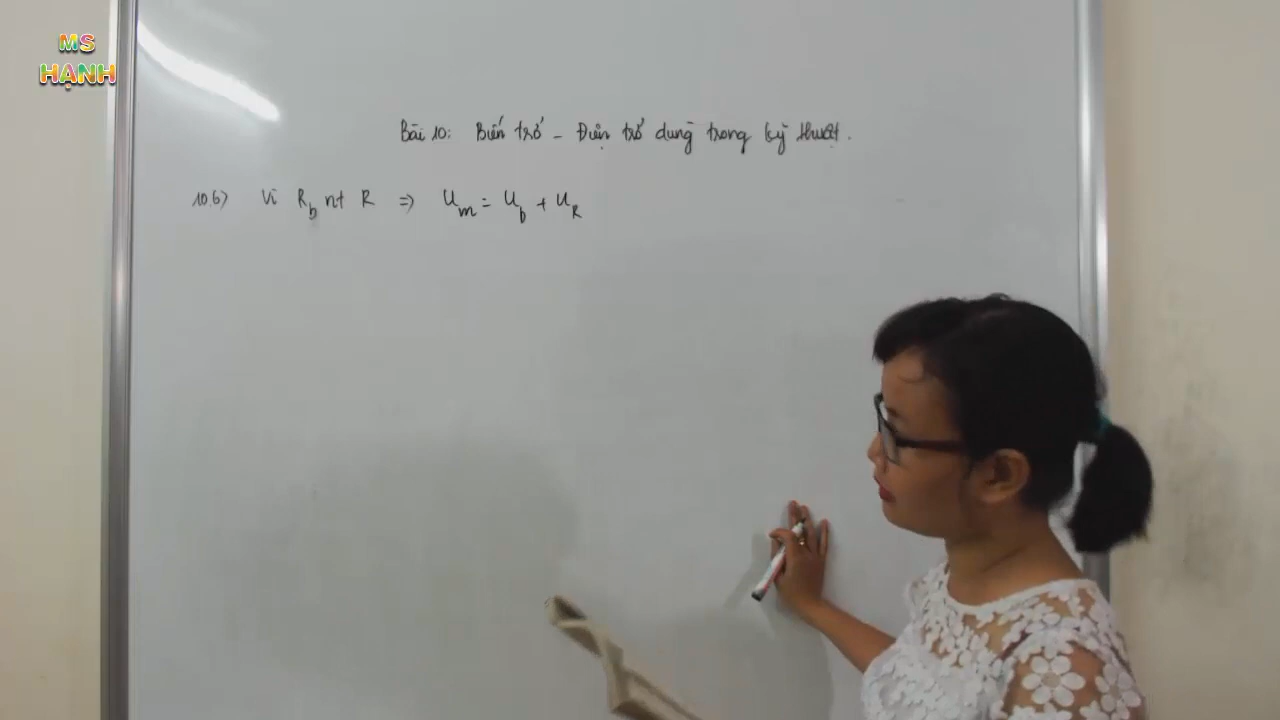 MS
HẠNH
Bài 10: Biến trở - Điện trở dùng trong kỹ thuật.
10.6) Vì R_b nt R => U_m = U_b + U_R